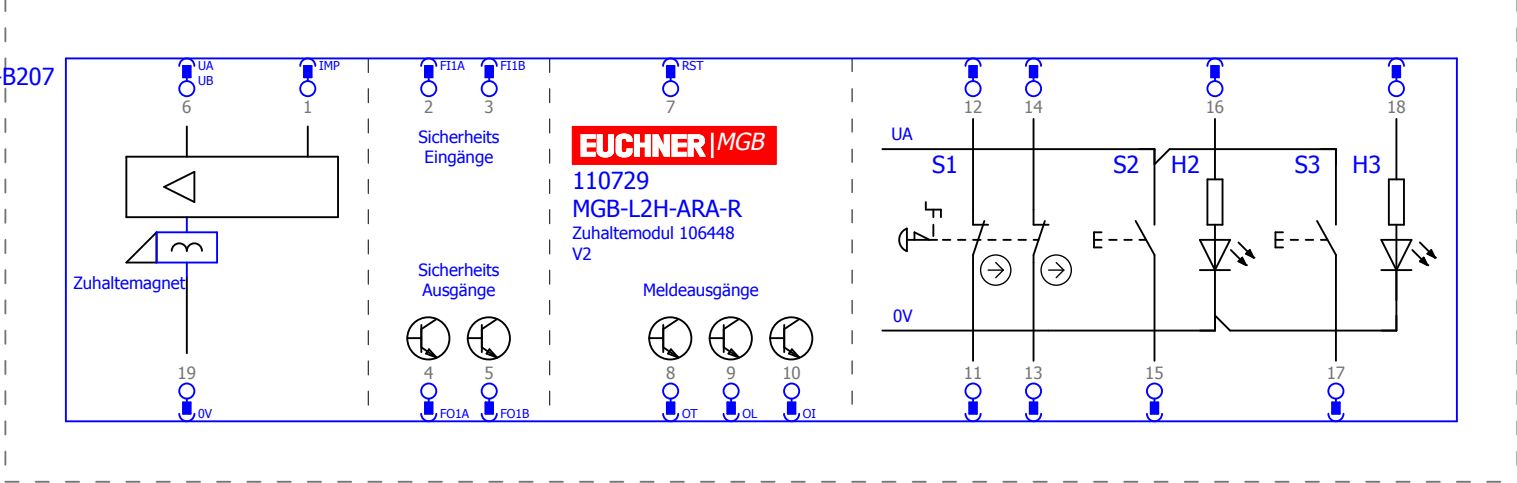 -B207
UA
UB
IMP
FI1A
FI1B
RST
6
1
2
3
7
12
14
16
18
Sicherheits
Eingänge
EUCHNER|MGB
110729
MGB-L2H-ARA-R
Zuhaltemodul 106448
V2
UA
S1
S2
H2
S3
H3
Zuhaltemagnet
Sicherheits
Ausgänge
Meldeausgänge
0V
19
4
5
8
9
10
11
13
15
17
0V
FO1A
FO1B
OT
OL
OI